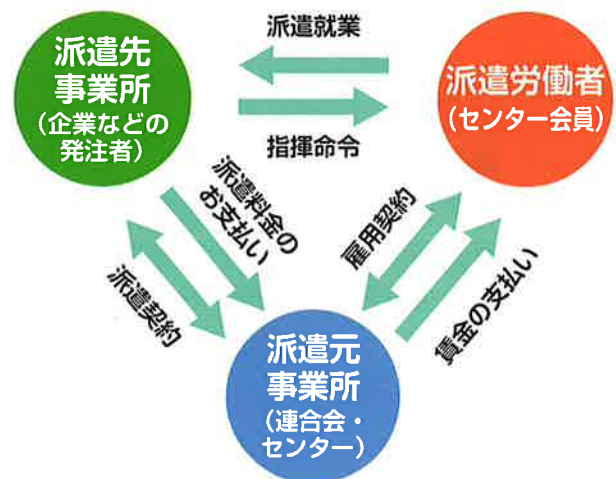 派遣就業
派遣先
事業所
(企業などの
発注者)
派遣労働者
(センター会員)
指揮命令
派遣料金の
お支払い
派遣契約
雇用契約
賃金の支払い
派遣元
事業所
(連合会・
センター)